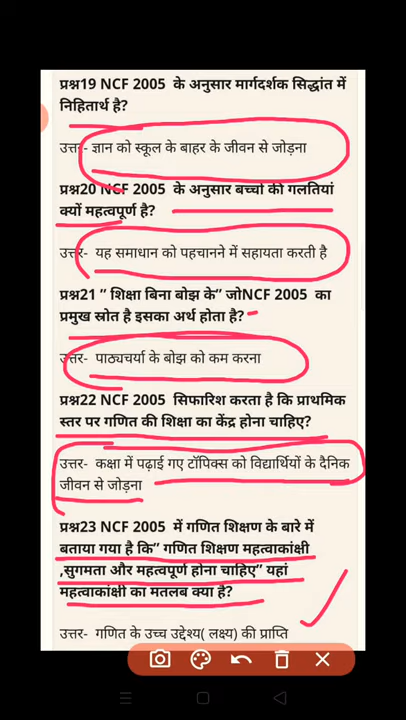 प्रश्न19 NCF 2005 के अनुसार मार्गदर्शक सिद्धांत में
निहितार्थ है?
उत्तर- ज्ञान को स्कूल के बाहर के जीवन से जोड़ना
प्रश्न20 NCF 2005 के अनुसार बच्चों की गलतियां
क्यों महत्वपूर्ण है?
उत्तर- यह समाधान को पहचानने में सहायता करती है
प्रश्न21 " शिक्षा बिना बोझ के" जोNCF 2005 का
प्रमुख स्रोत है इसका अर्थ होता है?
उत्तर- पाठ्यचर्या के बोझ को कम करना
प्रश्न22 NCF 2005 सिफारिश करता है कि प्राथमिक
स्तर पर गणित की शिक्षा का केंद्र होना चाहिए?
उत्तर- कक्षा में पढ़ाई गए टॉपिक्स को विद्यार्थियों के दैनिक
जीवन से जोड़ना
प्रश्न23 NCF 2005 में गणित शिक्षण के बारे में
बताया गया है कि" गणित शिक्षण महत्वाकांक्षी
,सुगमता और महत्वपूर्ण होना चाहिए" यहां
महत्वाकांक्षी का मतलब क्या है?
उत्तर- गणित के उच्च उद्देश्य( लक्ष्य) की प्राप्ति